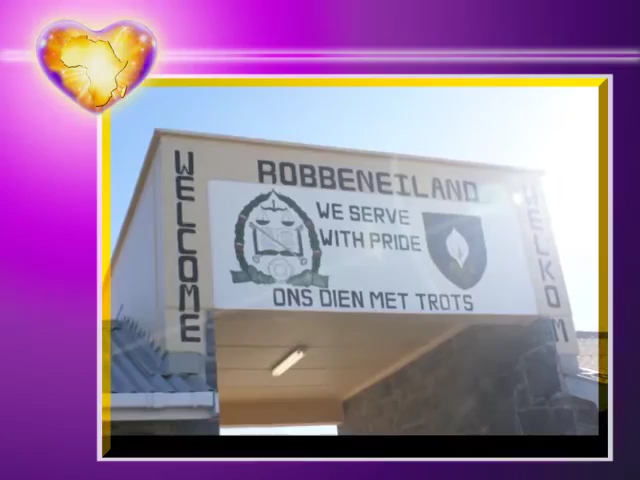 WELCOME
ROBBENEILAND
WE SERVE
WITH PRIDE
ONS DIEN MET TROTS
WELKOM